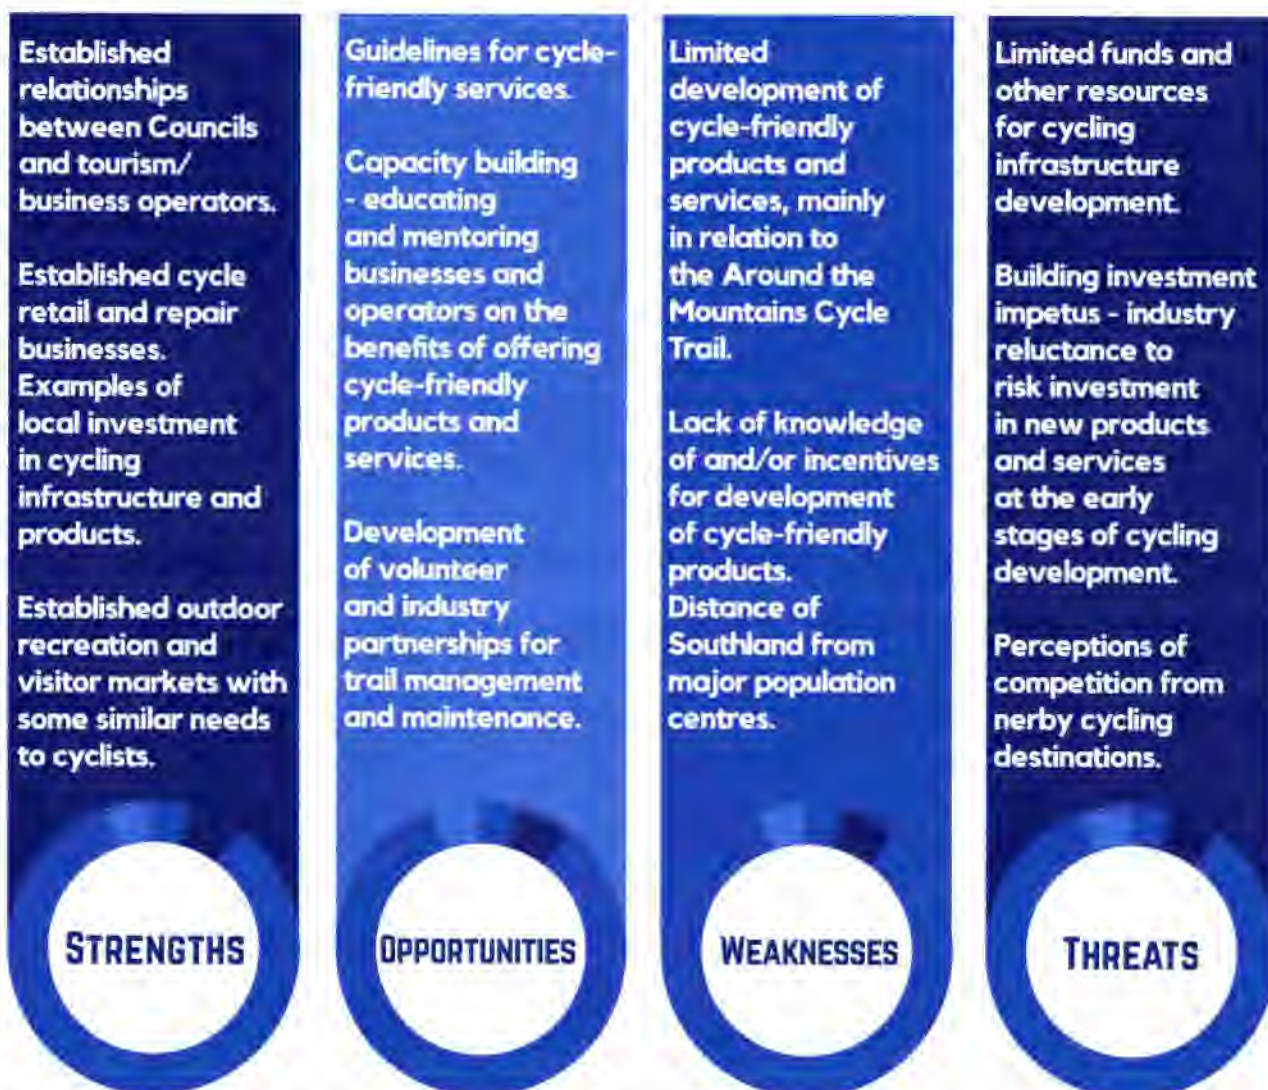 Established
relationships
between Councils
and tourism/
business operators.
Established cycle
retail and repair
businesses.
Examples of
local investment
in cycling
infrastructure and
products.
Established outdoor
recreation and
visitor markets with
some similar needs
to cyclists.
STRENGTHS
Guidelines for cycle-
friendly services.
Capacity building
- educating
and mentoring
businesses and
operators on the
benefits of offering
cycle-friendly
products and
services.
Development
of volunteer
and industry
partnerships for
trail management
and maintenance.
OPPORTUNITIES
Limited
development of
cycle-friendly
products and
services, mainly
in relation to
the Around the
Mountains Cycle
Trail.
Lack of knowledge
of and/or incentives
for development
of cycle-friendly
products.
Distance of
Southland from
major population
centres.
WEAKNESSES
Limited funds and
other resources
for cycling
infrastructure
development.
Building investment
impetus - industry
reluctance to
risk investment
in new products
and services
at the early
stages of cycling
development.
Perceptions of
competition from
nerby cycling
destinations.
THREATS